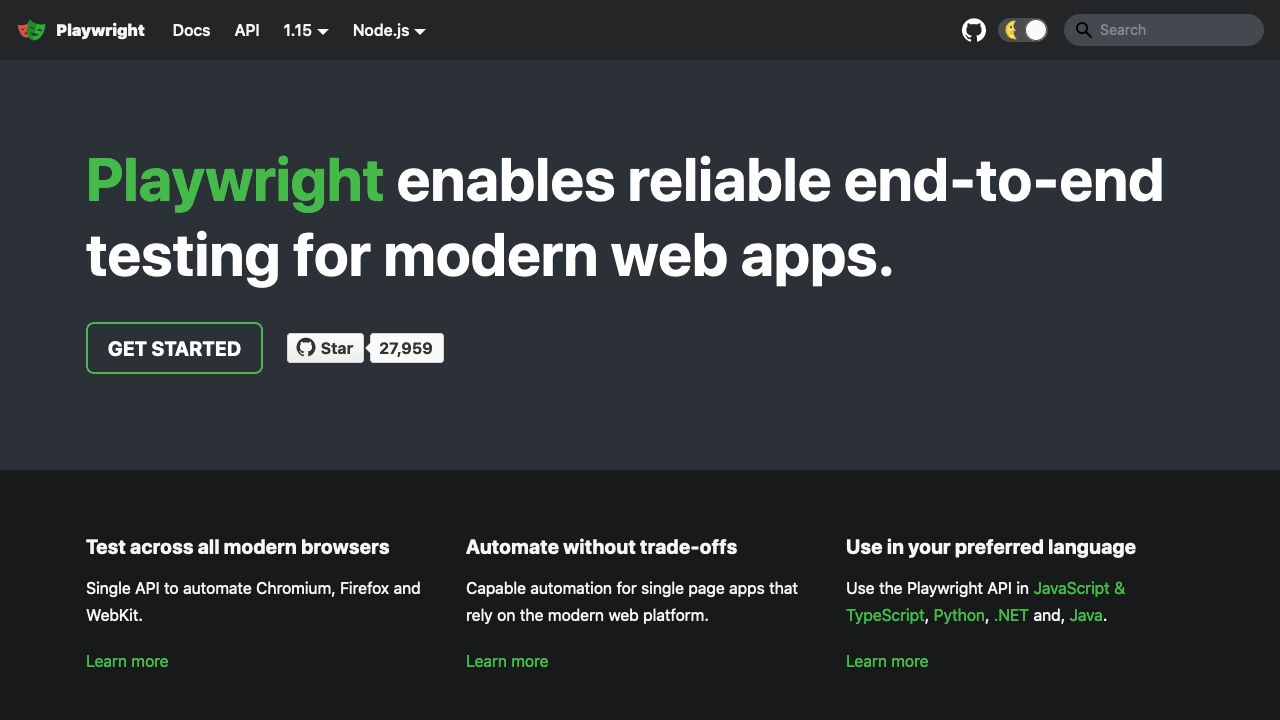 Playwright Docs API 1.15 Node.js Search
Playwright enables reliable end-to-end
testing for modern web apps.
GET STARTED Star 27,959
Test across all modern browsers
Single API to automate Chromium, Firefox and
WebKit.
Learn more
Automate without trade-offs
Capable automation for single page apps that
rely on the modern web platform.
Learn more
Use in your preferred language
Use the Playwright API in JavaScript &
TypeScript, Python, .NET and, Java.
Learn more